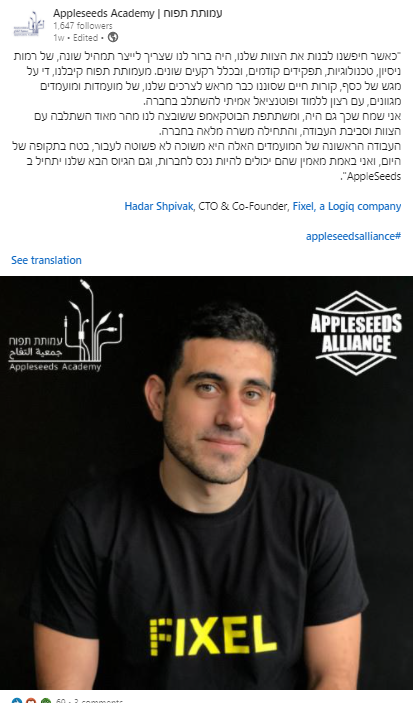 Appleseeds Academy | עמותת תפוח
1,647 followers
1w • Edited •
"כאשר חיפשנו לבנות את הצוות שלנו, היה ברור לנו שצריך לייצר תמהיל שונה, של רמות
ניסיון, טכנולוגיות, תפקידים קודמים, ובכלל רקעים שונים. מעמותת תפוח קיבלנו, די על
מגש של כסף, קורות חיים שסוננו כבר מראש לצרכים שלנו, של מועמדות ומועמדים
מגוונים, עם רצון ללמוד ופוטנציאל אמיתי להשתלב בחברה.
אני שמח שכך גם היה, ומשתתפת הבוטקאמפ ששובצה לנו מהר מאוד השתלבה עם
הצוות וסביבת העבודה, והתחילה משרה מלאה בחברה.
העבודה הראשונה של המועמדים האלה היא משוכה לא פשוטה לעבור, בטח בתקופה של
היום, ואני באמת מאמין שהם יכולים להיות נכס לחברות, וגם הגיוס הבא שלנו יתחיל ב
AppleSeeds".
Hadar Shpivak, CTO & Co-Founder, Fixel, a Logiq company
appleseedsalliance#
See translation
עמותת תפוח
جمعية التفاح
Appleseeds Academy
APPLESEEDS
ALLIANCE
FIXEL
60 • 3 comments